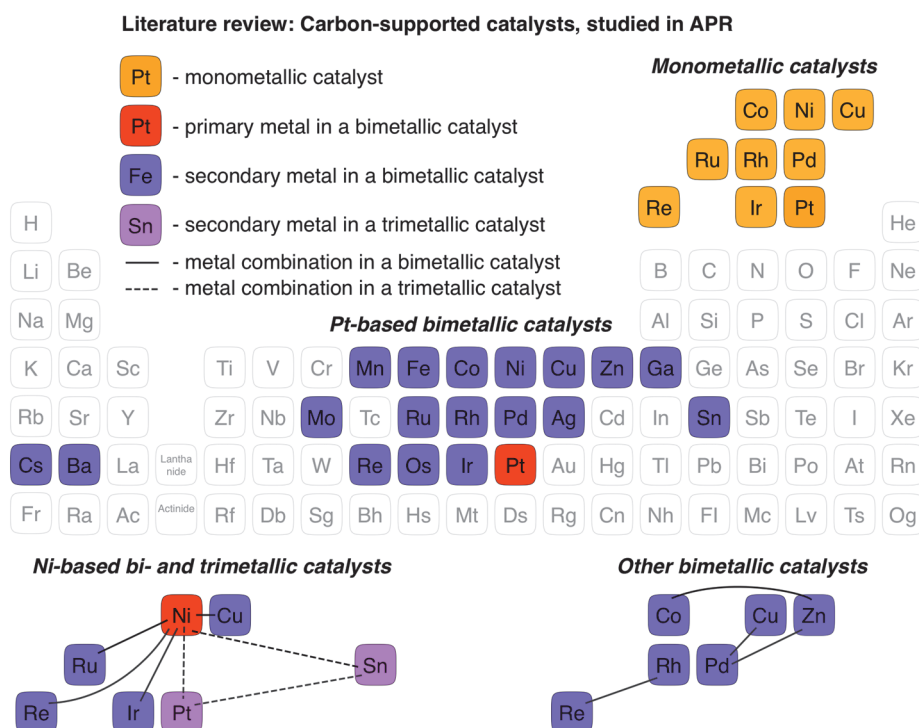 Literature review: Carbon-supported catalysts, studied in APR
Pt - monometallic catalyst
Pt - primary metal in a bimetallic catalyst
Fe - secondary metal in a bimetallic catalyst
Sn - secondary metal in a trimetallic catalyst
- metal combination in a bimetallic catalyst
- metal combination in a trimetallic catalyst
Monometallic catalysts
Co Ni Cu
Ru Rh Pd
Re Ir Pt
H He
Li Be B C N O F Ne
Na Mg Al Si P S Cl Ar
Pt-based bimetallic catalysts
K Ca Sc Ti V Cr Mn Fe Co Ni Cu Zn Ga Ge As Se Br Kr
Rb Sr Y Zr Nb Mo Tc Ru Rh Pd Ag Cd In Sn Sb Te I Xe
Cs Ba La Lantha
nide Hf Ta W Re Os Ir Pt Au Hg Tl Pb Bi Po At Rn
Fr Ra Ac Actinide Rf Db Sg Bh Hs Mt Ds Rg Cn Nh Fl Mc Lv Ts Og
Ni-based bi- and trimetallic catalysts
Ni Cu
Ru Sn
Re Ir Pt
Other bimetallic catalysts
Co Cu Zn
Rh Pd
Re